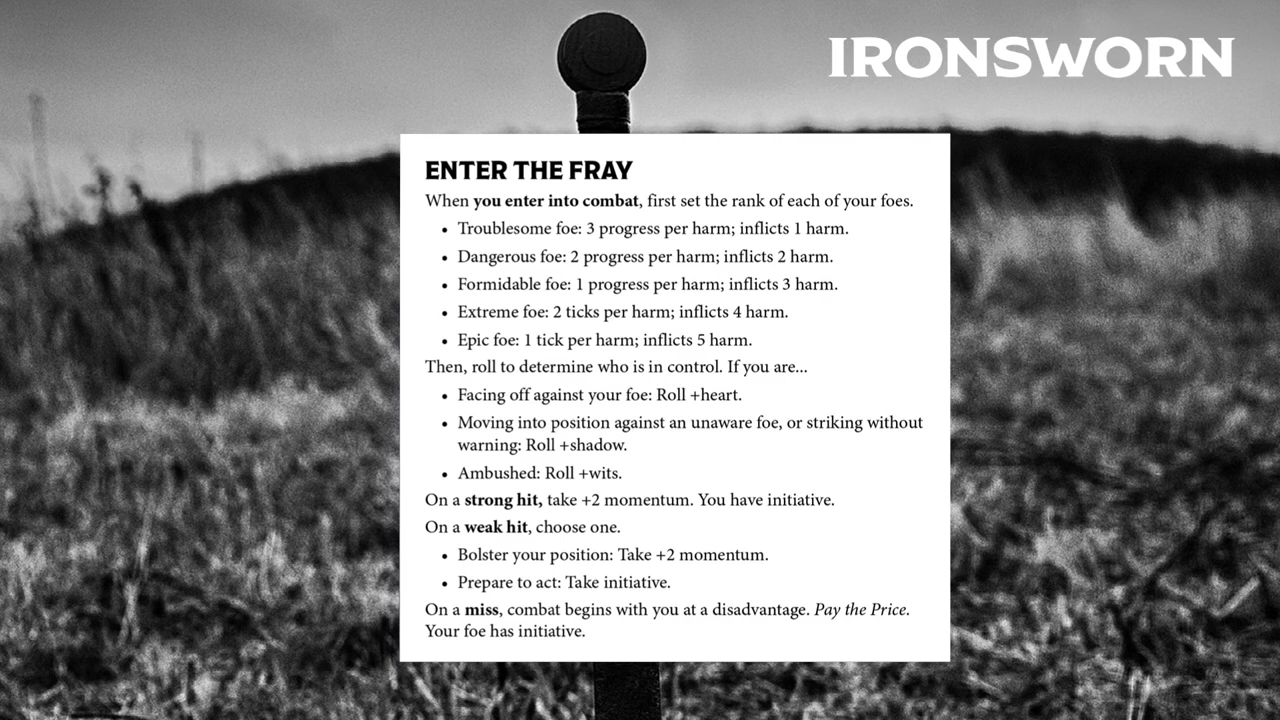 IRONSWORN
ENTER THE FRAY
When you enter into combat, first set the rank of each of your foes.
• Troublesome foe: 3 progress per harm; inflicts 1 harm.
• Dangerous foe: 2 progress per harm; inflicts 2 harm.
• Formidable foe: 1 progress per harm; inflicts 3 harm.
• Extreme foe: 2 ticks per harm; inflicts 4 harm.
• Epic foe: 1 tick per harm; inflicts 5 harm.
Then, roll to determine who is in control. If you are...
• Facing off against your foe: Roll +heart.
• Moving into position against an unaware foe, or striking without
warning: Roll +shadow.
• Ambushed: Roll +wits.
On a strong hit, take +2 momentum. You have initiative.
On a weak hit, choose one.
• Bolster your position: Take +2 momentum.
• Prepare to act: Take initiative.
On a miss, combat begins with you at a disadvantage. Pay the Price.
Your foe has initiative.